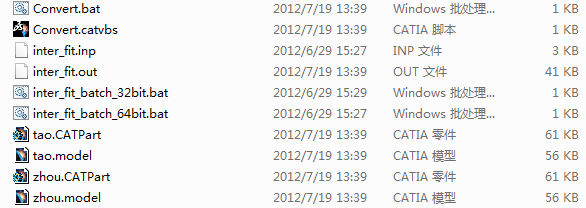 Convert.bat 2012/7/19 13:39 Windows 批处理... 1 KB
Convert.catvbs 2012/7/19 13:39 CATIA 脚本 1 KB
inter_fit.inp 2012/6/29 15:27 INP 文件 3 KB
inter_fit.out 2012/7/19 13:39 OUT 文件 41 KB
inter_fit_batch_32bit.bat 2012/6/29 15:29 Windows 批处理... 1 KB
inter_fit_batch_64bit.bat 2012/6/29 15:27 Windows 批处理... 1 KB
tao.CATPart 2012/7/19 13:39 CATIA 零件 61 KB
tao.model 2012/7/19 13:39 CATIA 模型 56 KB
zhou.CATPart 2012/7/19 13:39 CATIA 零件 61 KB
zhou.model 2012/7/19 13:39 CATIA 模型 56 KB